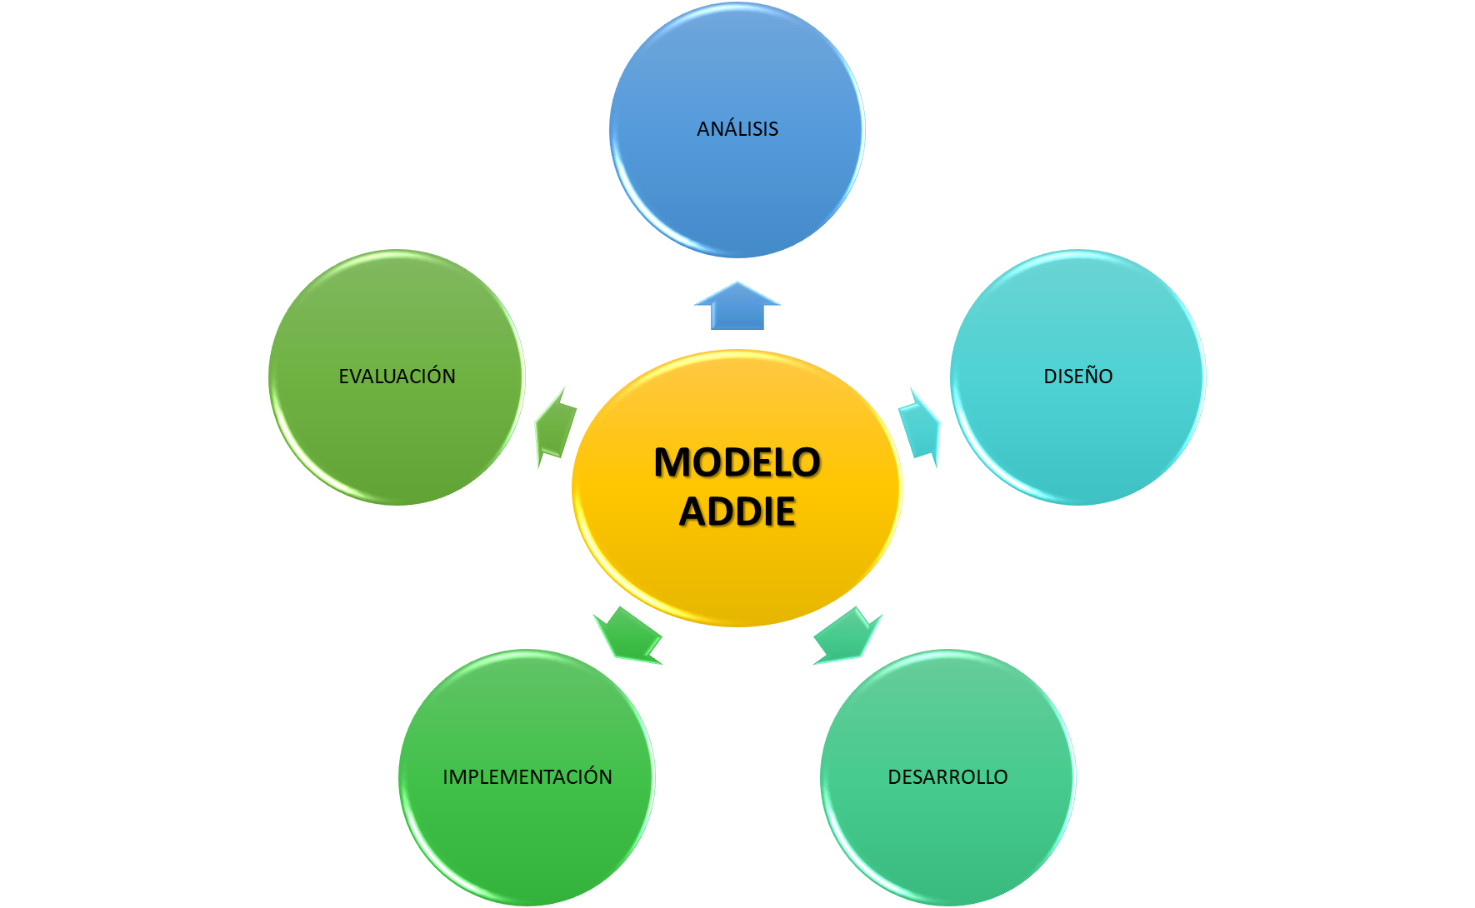 ANÁLISIS
EVALUACIÓN
DISEÑO
MODELO
ADDIE
IMPLEMENTACIÓN
DESARROLLO